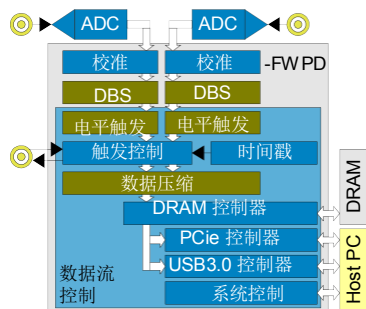 ADC ADC
校准 校准 -FWPD
DBS DBS
电平触发 电平触发
触发控制 时间戳
数据压缩
DRAM 控制器
DRAM
PCIe 控制器
USB3.0 控制器
Host PC
数据流
控制
系统控制